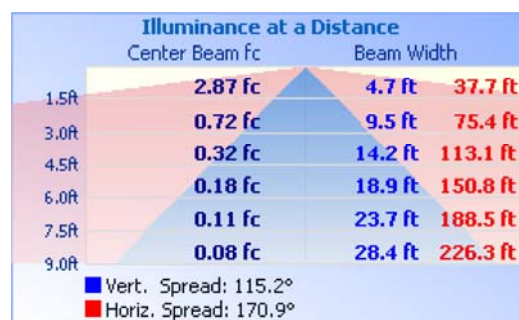 Illuminance at a Distance
Center Beam fc Beam Width
1.5ft 2.87 fc 4.7 ft 37.7 ft
3.0ft 0.72 fc 9.5 ft 75.4 ft
4.5ft 0.32 fc 14.2 ft 113.1 ft
6.0ft 0.18 fc 18.9 ft 150.8 ft
7.5ft 0.11 fc 23.7 ft 188.5 ft
9.0ft 0.08 fc 28.4 ft 226.3 ft
Vert. Spread: 115.2°
Horiz. Spread: 170.9°